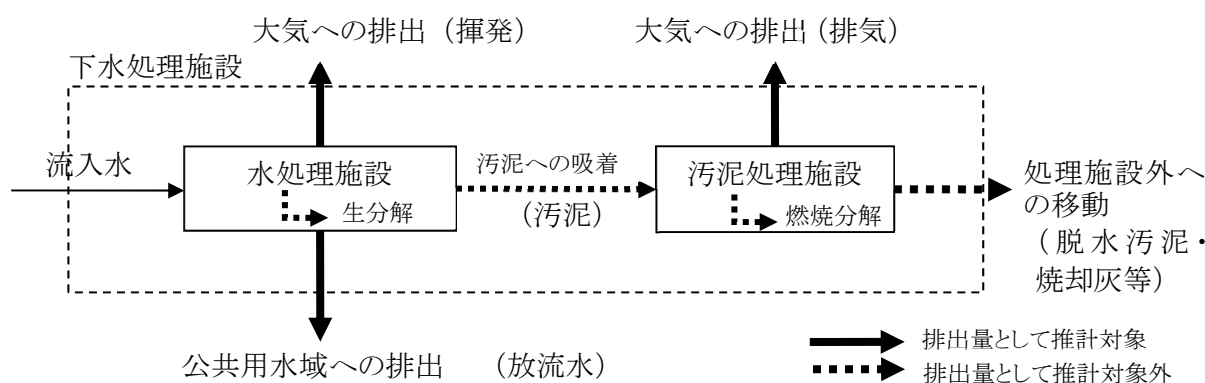 大気への排出（揮発）
大気への排出（排気）
下水処理施設
流入水
水処理施設
生分解
汚泥への吸着
（汚泥）
汚泥処理施設
燃焼分解
処理施設外へ
の移動
（脱水汚泥・
焼却灰等）
公共用水域への排出　（放流水）
排出量として推計対象
排出量として推計対象外